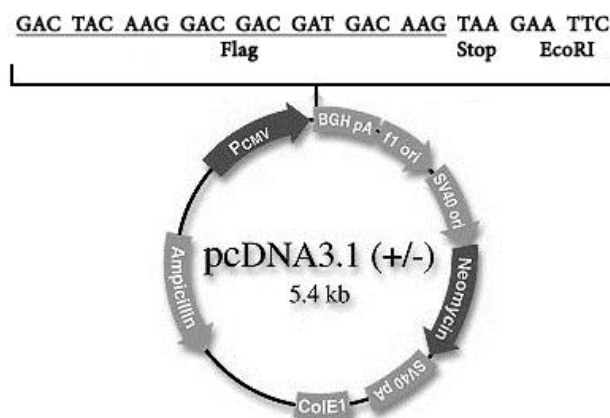 GAC TAC AAG GAC GAC GAT GAC AAG TAA GAA TTC
Flag Stop EcoRI
PCMV
BGH pA
f1 ori
SV40 ori
Neomycin
SV40 pA
ColE1
Ampicillin
pcDNA3.1 (+/-)
5.4 kb